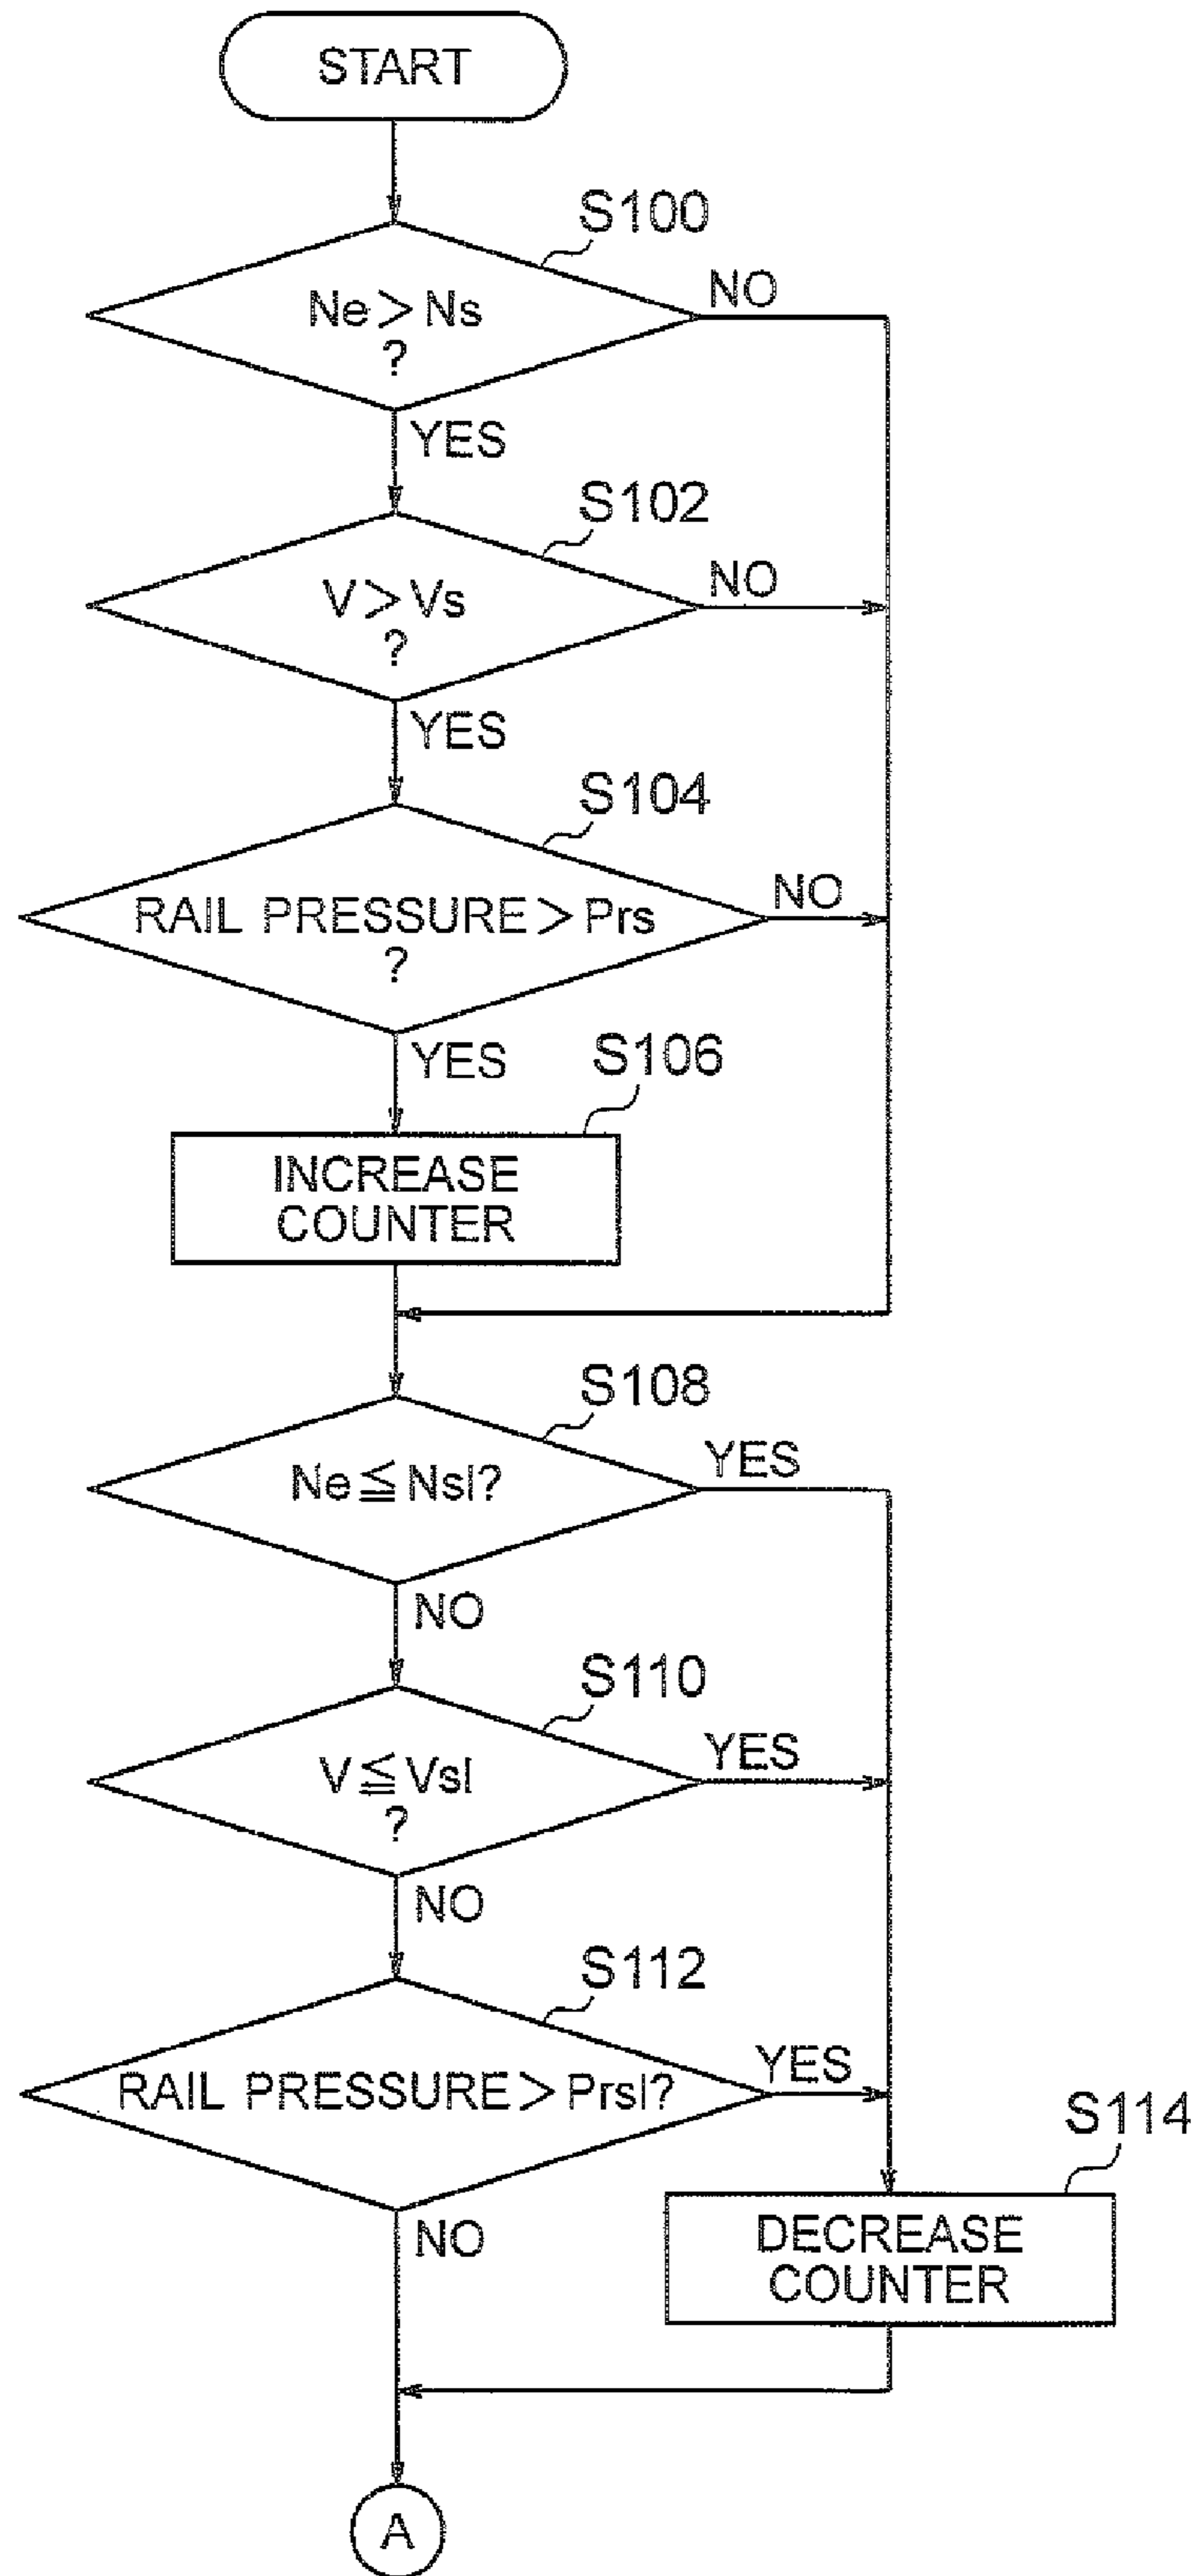 START
S100
Ne > Ns
?
NO
YES
S102
V > Vs
?
NO
YES
S104
RAIL PRESSURE > Prs
?
NO
YES
S106
INCREASE
COUNTER
S108
Ne ≦ Nsl?
YES
NO
S110
V ≦ Vsl
?
YES
NO
S112
RAIL PRESSURE > Prsl?
YES
NO
S114
DECREASE
COUNTER
A